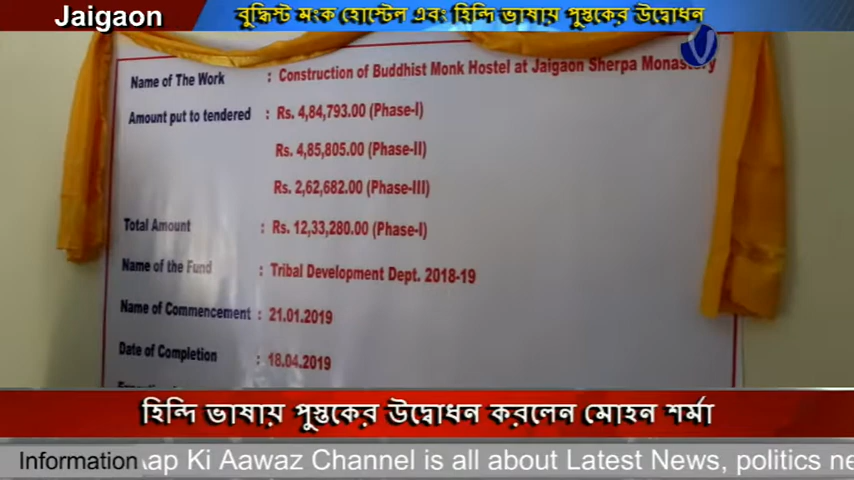 Jaigaon
বুদ্ধিস্ট মংক হোস্টেল এবং হিন্দি ভাষায় পুস্তকের উদ্বোধন
Name of The Work : Construction of Buddhist Monk Hostel at Jaigaon Sherpa Monastery
Amount put to tendered : Rs. 4,84,793.00 (Phase-I)
Rs. 4,85,805.00 (Phase-II)
Rs. 2,62,682.00 (Phase-III)
Total Amount : Rs. 12,33,280.00 (Phase-I)
Name of the Fund : Tribal Development Dept. 2018-19
Name of Commencement : 21.01.2019
Date of Completion : 18.04.2019
হিন্দি ভাষায় পুস্তকের উদ্বোধন করলেন মোহন শর্মা
Information Aap Ki Aawaz Channel is all about Latest News, politics ne